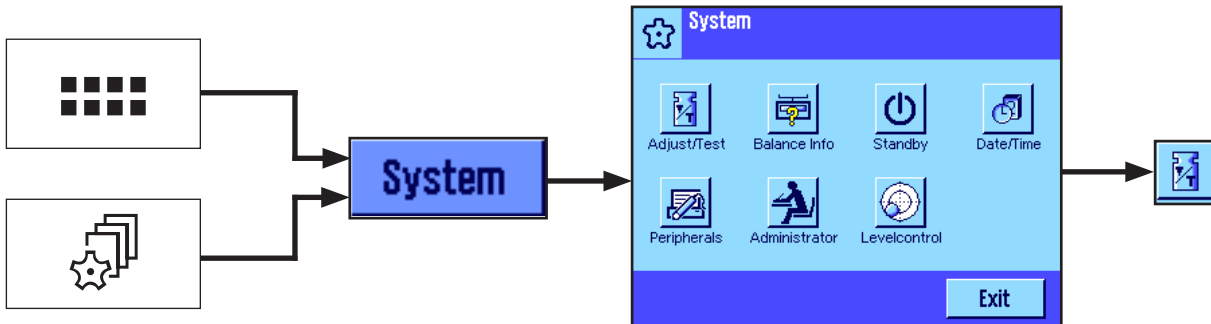 System
System
Adjust/Test
Balance Info
Standby
Date/Time
Peripherals
Administrator
Levelcontrol
Exit